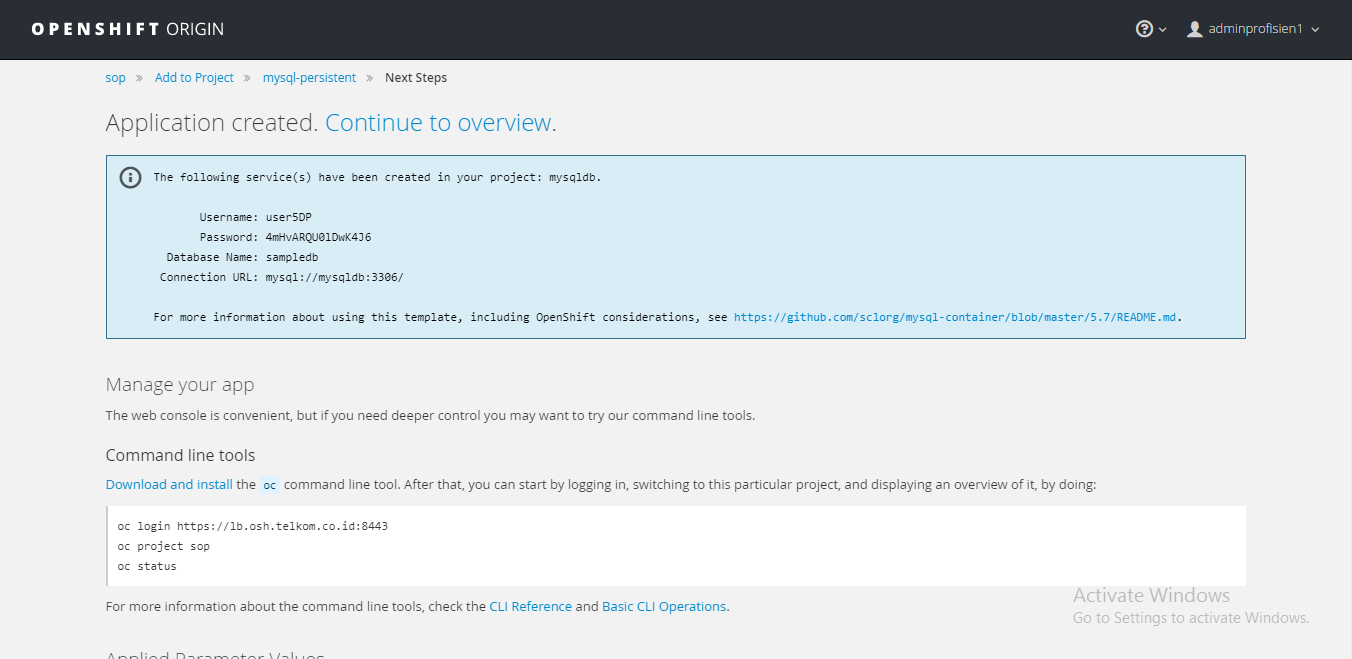 OPENSHIFT ORIGIN
adminprofisien1
sop » Add to Project » mysql-persistent » Next Steps
Application created. Continue to overview.
The following service(s) have been created in your project: mysqldb.
Username: user5DP
Password: 4mHvARQU0lDwK4J6
Database Name: sampledb
Connection URL: mysql://mysqldb:3306/
For more information about using this template, including OpenShift considerations, see https://github.com/sclorg/mysql-container/blob/master/5.7/README.md.
Manage your app
The web console is convenient, but if you need deeper control you may want to try our command line tools.
Command line tools
Download and install the oc command line tool. After that, you can start by logging in, switching to this particular project, and displaying an overview of it, by doing:
oc login https://lb.osh.telkom.co.id:8443
oc project sop
oc status
Activate Windows
For more information about the command line tools, check the CLI Reference and Basic CLI Operations.
Go to Settings to activate Windows.
Applied Parameter Values